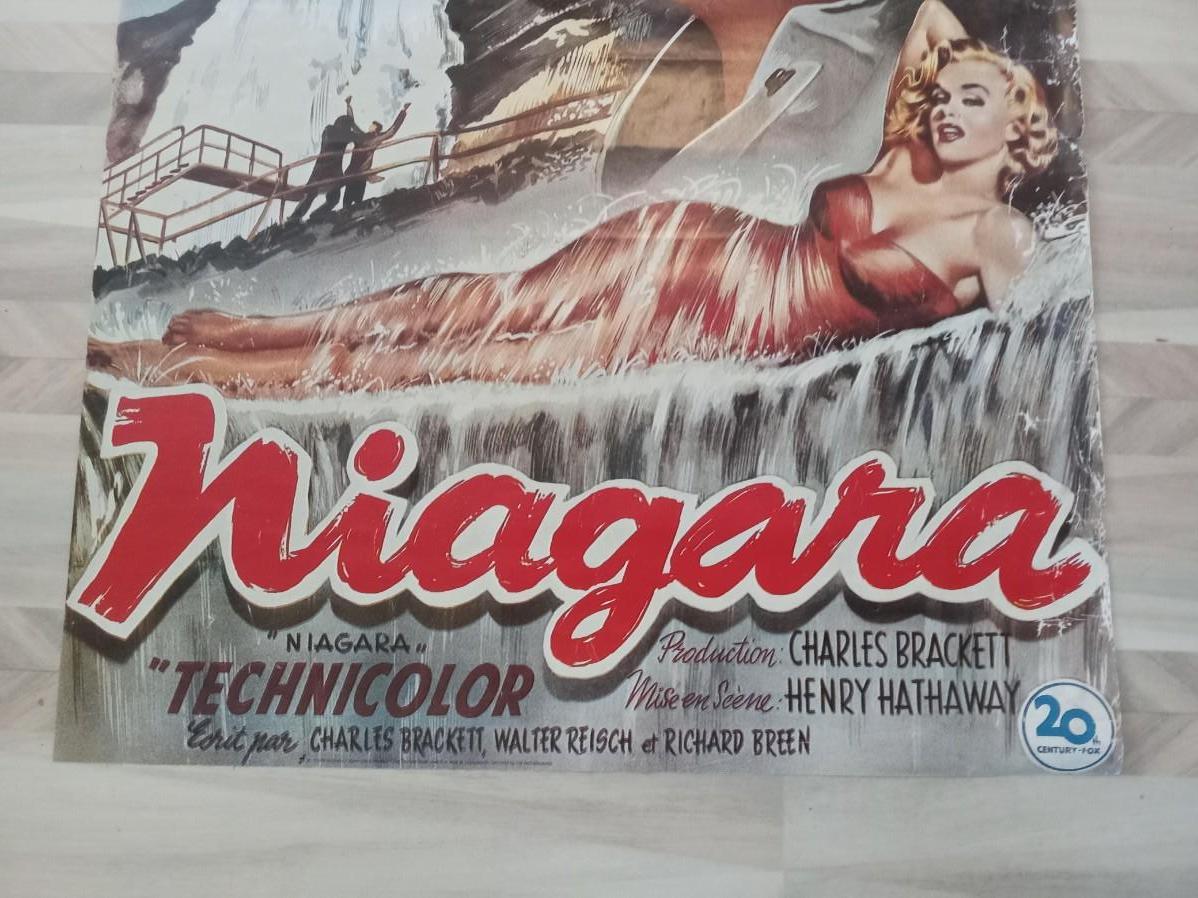 Niagara
"NIAGARA„
"TECHNICOLOR
Production: CHARLES BRACKETT
Mise en Scène: HENRY HATHAWAY
Ecrit par CHARLES BRACKETT, WALTER REISCH et RICHARD BREEN
20th
CENTURY-FOX